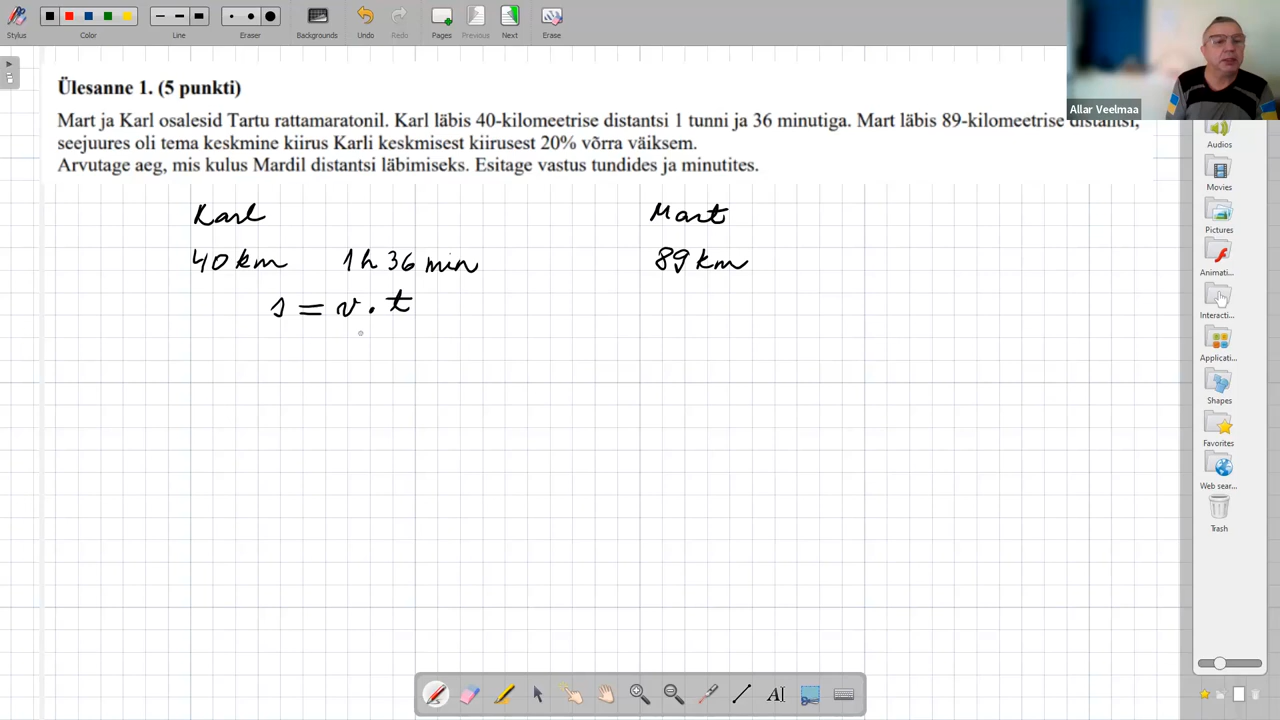 Stylus Color Line Eraser Backgrounds Undo Redo Pages Previous Next Erase
Allar Veelmaa
Ülesanne 1. (5 punkti)
Mart ja Karl osalesid Tartu rattamaratonil. Karl läbis 40-kilomeetrise distantsi 1 tunni ja 36 minutiga. Mart läbis 89-kilomeetrise distantsi,
seejuures oli tema keskmine kiirus Karli keskmisest kiirusest 20% võrra väiksem.
Arvutage aeg, mis kulus Mardil distantsi läbimiseks. Esitage vastus tundides ja minutites.
Karl Mart
40 km 1h 36 min 89 km
s = v · t
Audios
Movies
Pictures
Animati...
Interacti...
Applicati...
Shapes
Favorites
Web sear...
Trash